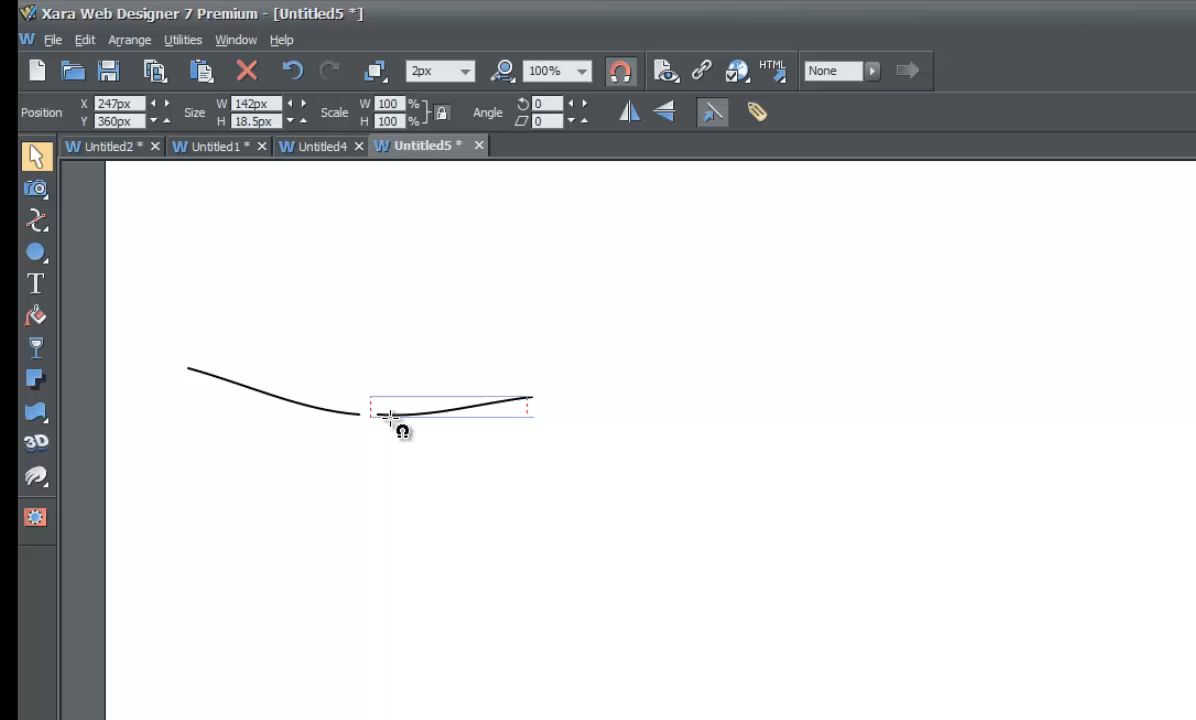 Xara Web Designer 7 Premium - [Untitled5 *]
W File Edit Arrange Utilities Window Help
2px 100% HTML None
Position X 247px Size W 142px Scale W 100 % Angle 0
Y 360px H 18.5px H 100 % 0
W Untitled2 * W Untitled1 * W Untitled4 W Untitled5 *
T
3D